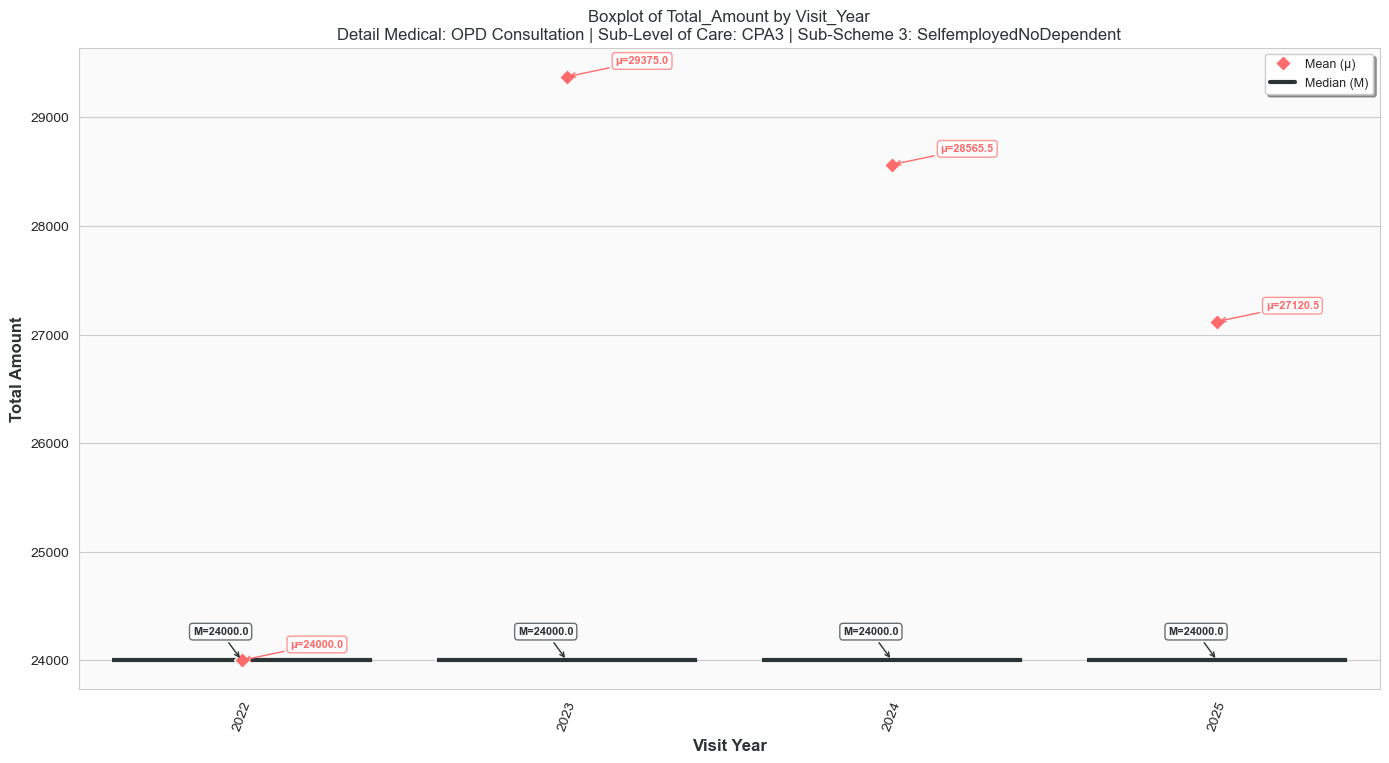 Boxplot of Total_Amount by Visit_Year
Detail Medical: OPD Consultation | Sub-Level of Care: CPA3 | Sub-Scheme 3: SelfemployedNoDependent
Mean (μ)
Median (M)
μ=29375.0
μ=28565.5
μ=27120.5
M=24000.0
μ=24000.0
M=24000.0
M=24000.0
M=24000.0
Total Amount
29000
28000
27000
26000
25000
24000
2022
2023
2024
2025
Visit Year